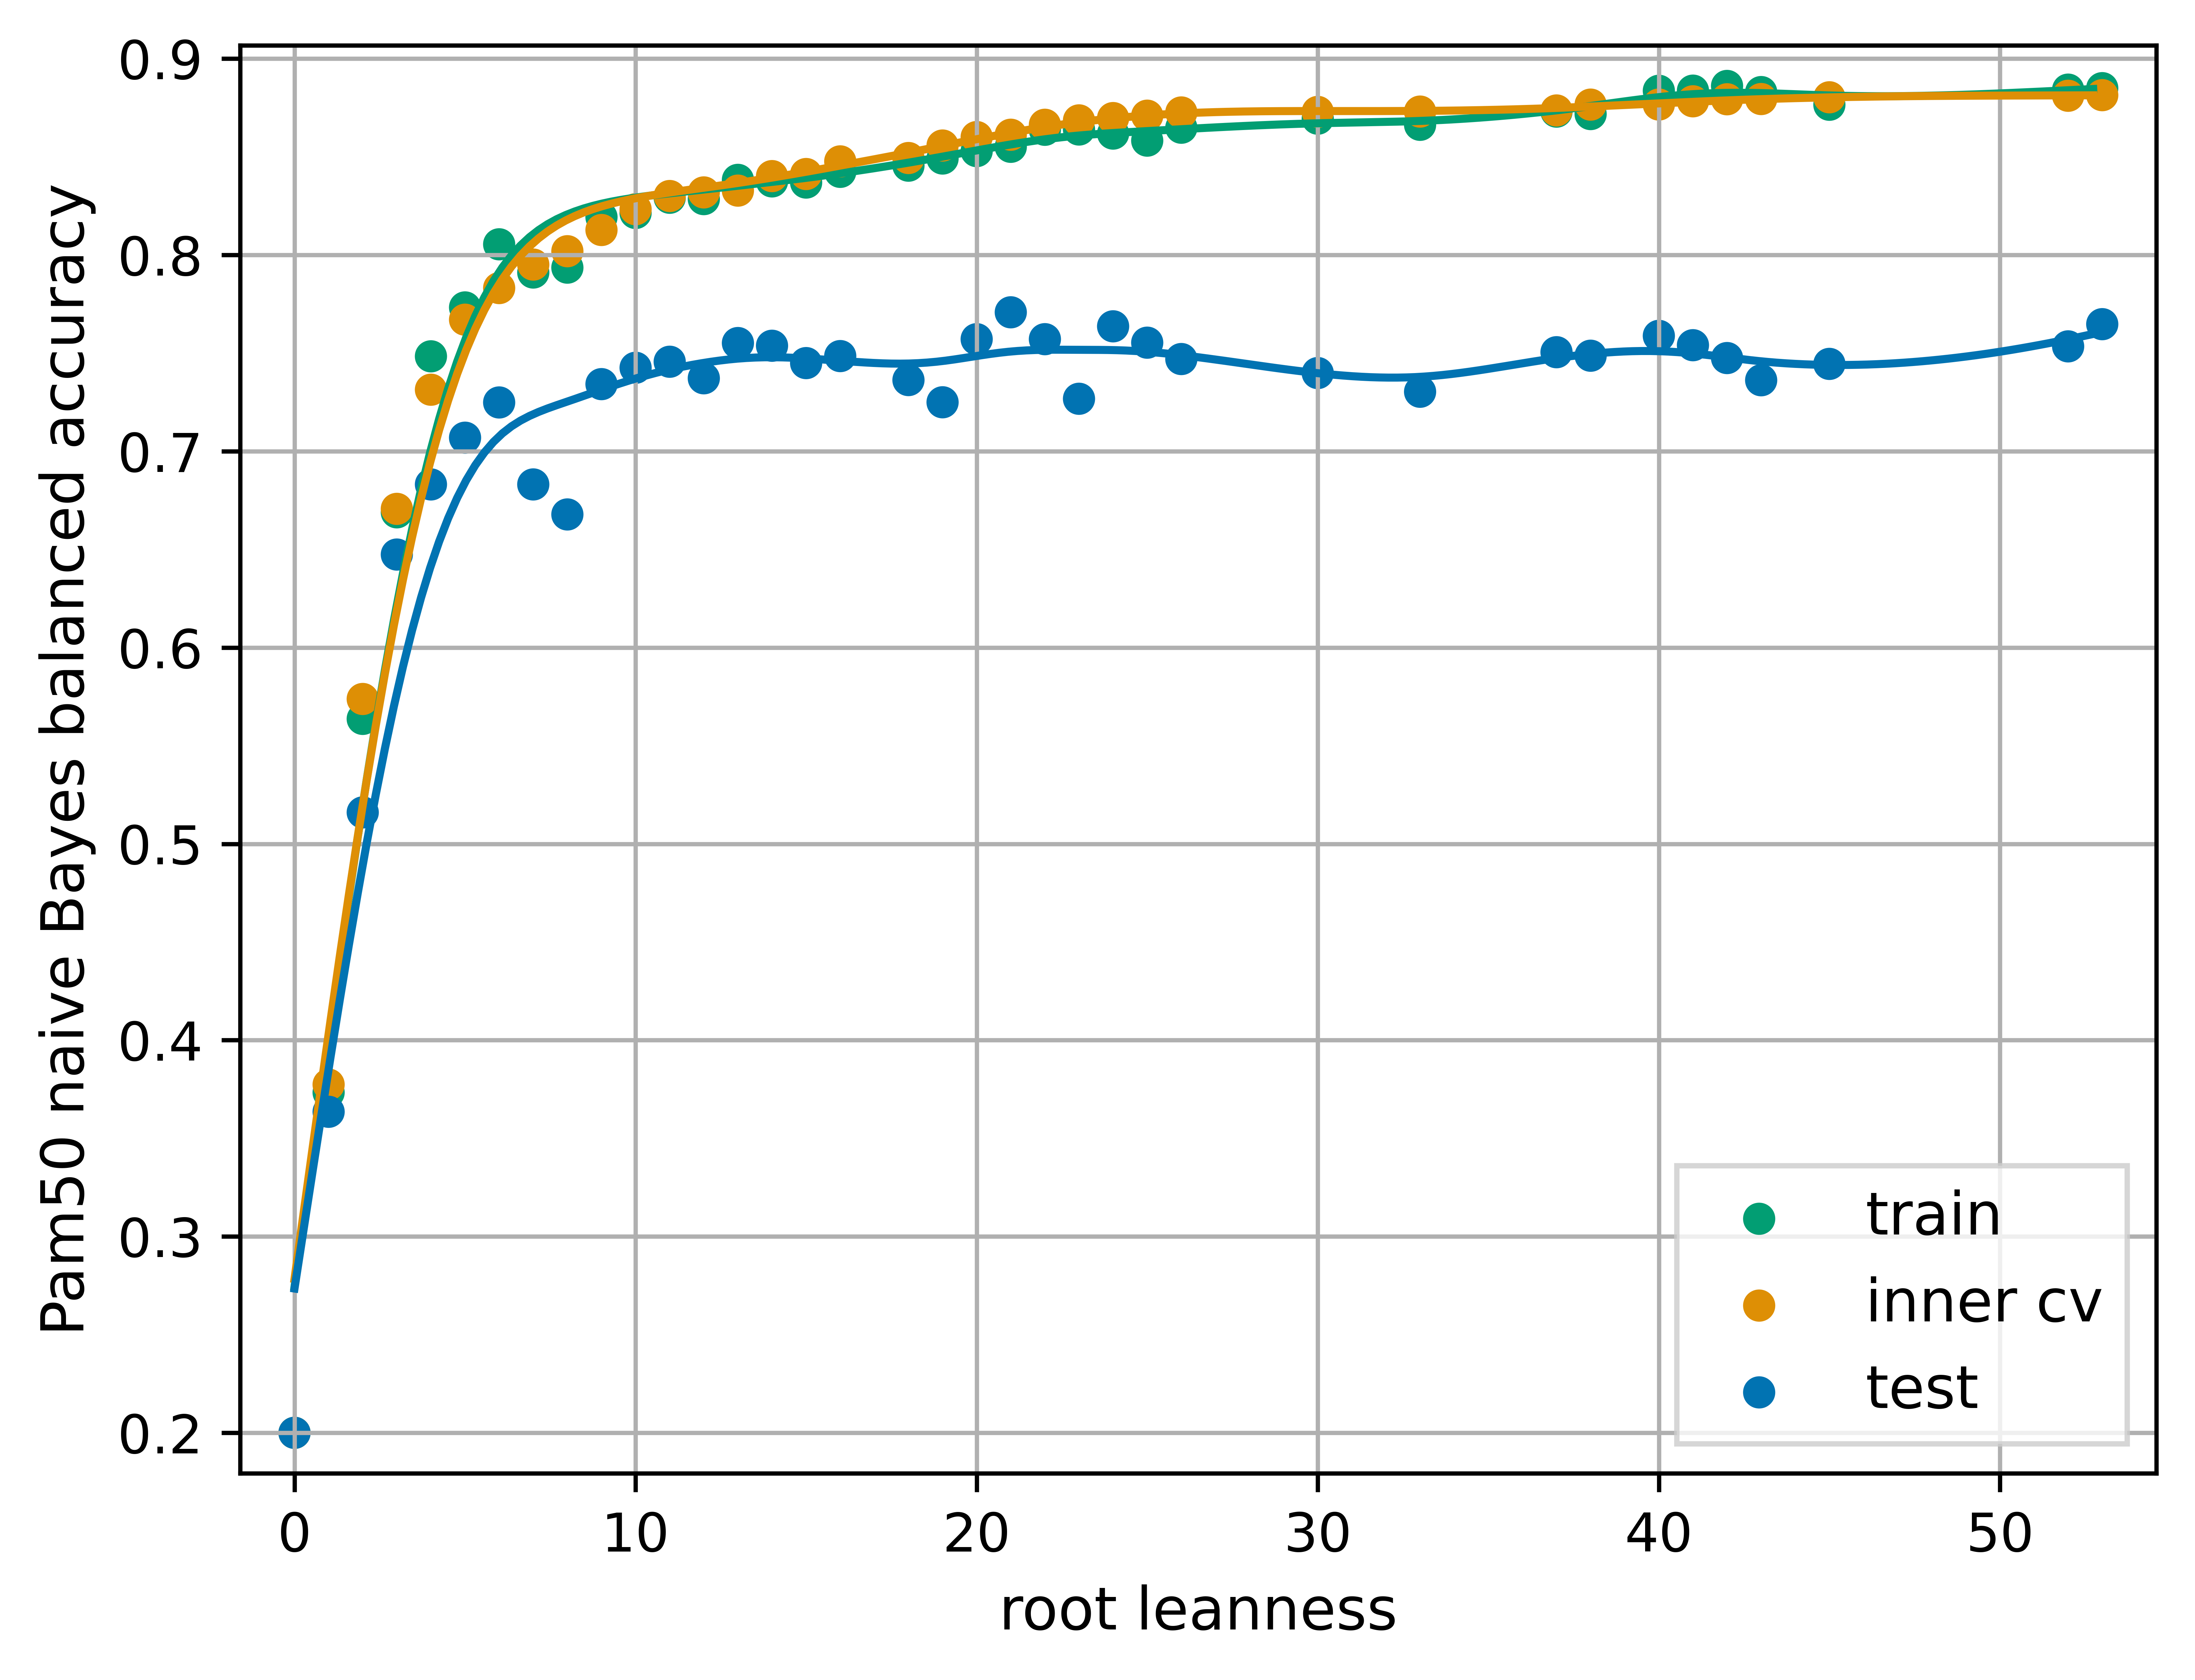 Pam50 naive Bayes balanced accuracy
0.9
0.8
0.7
0.6
0.5
0.4
0.3
0.2
train
inner cv
test
0 10 20 30 40 50
root leanness